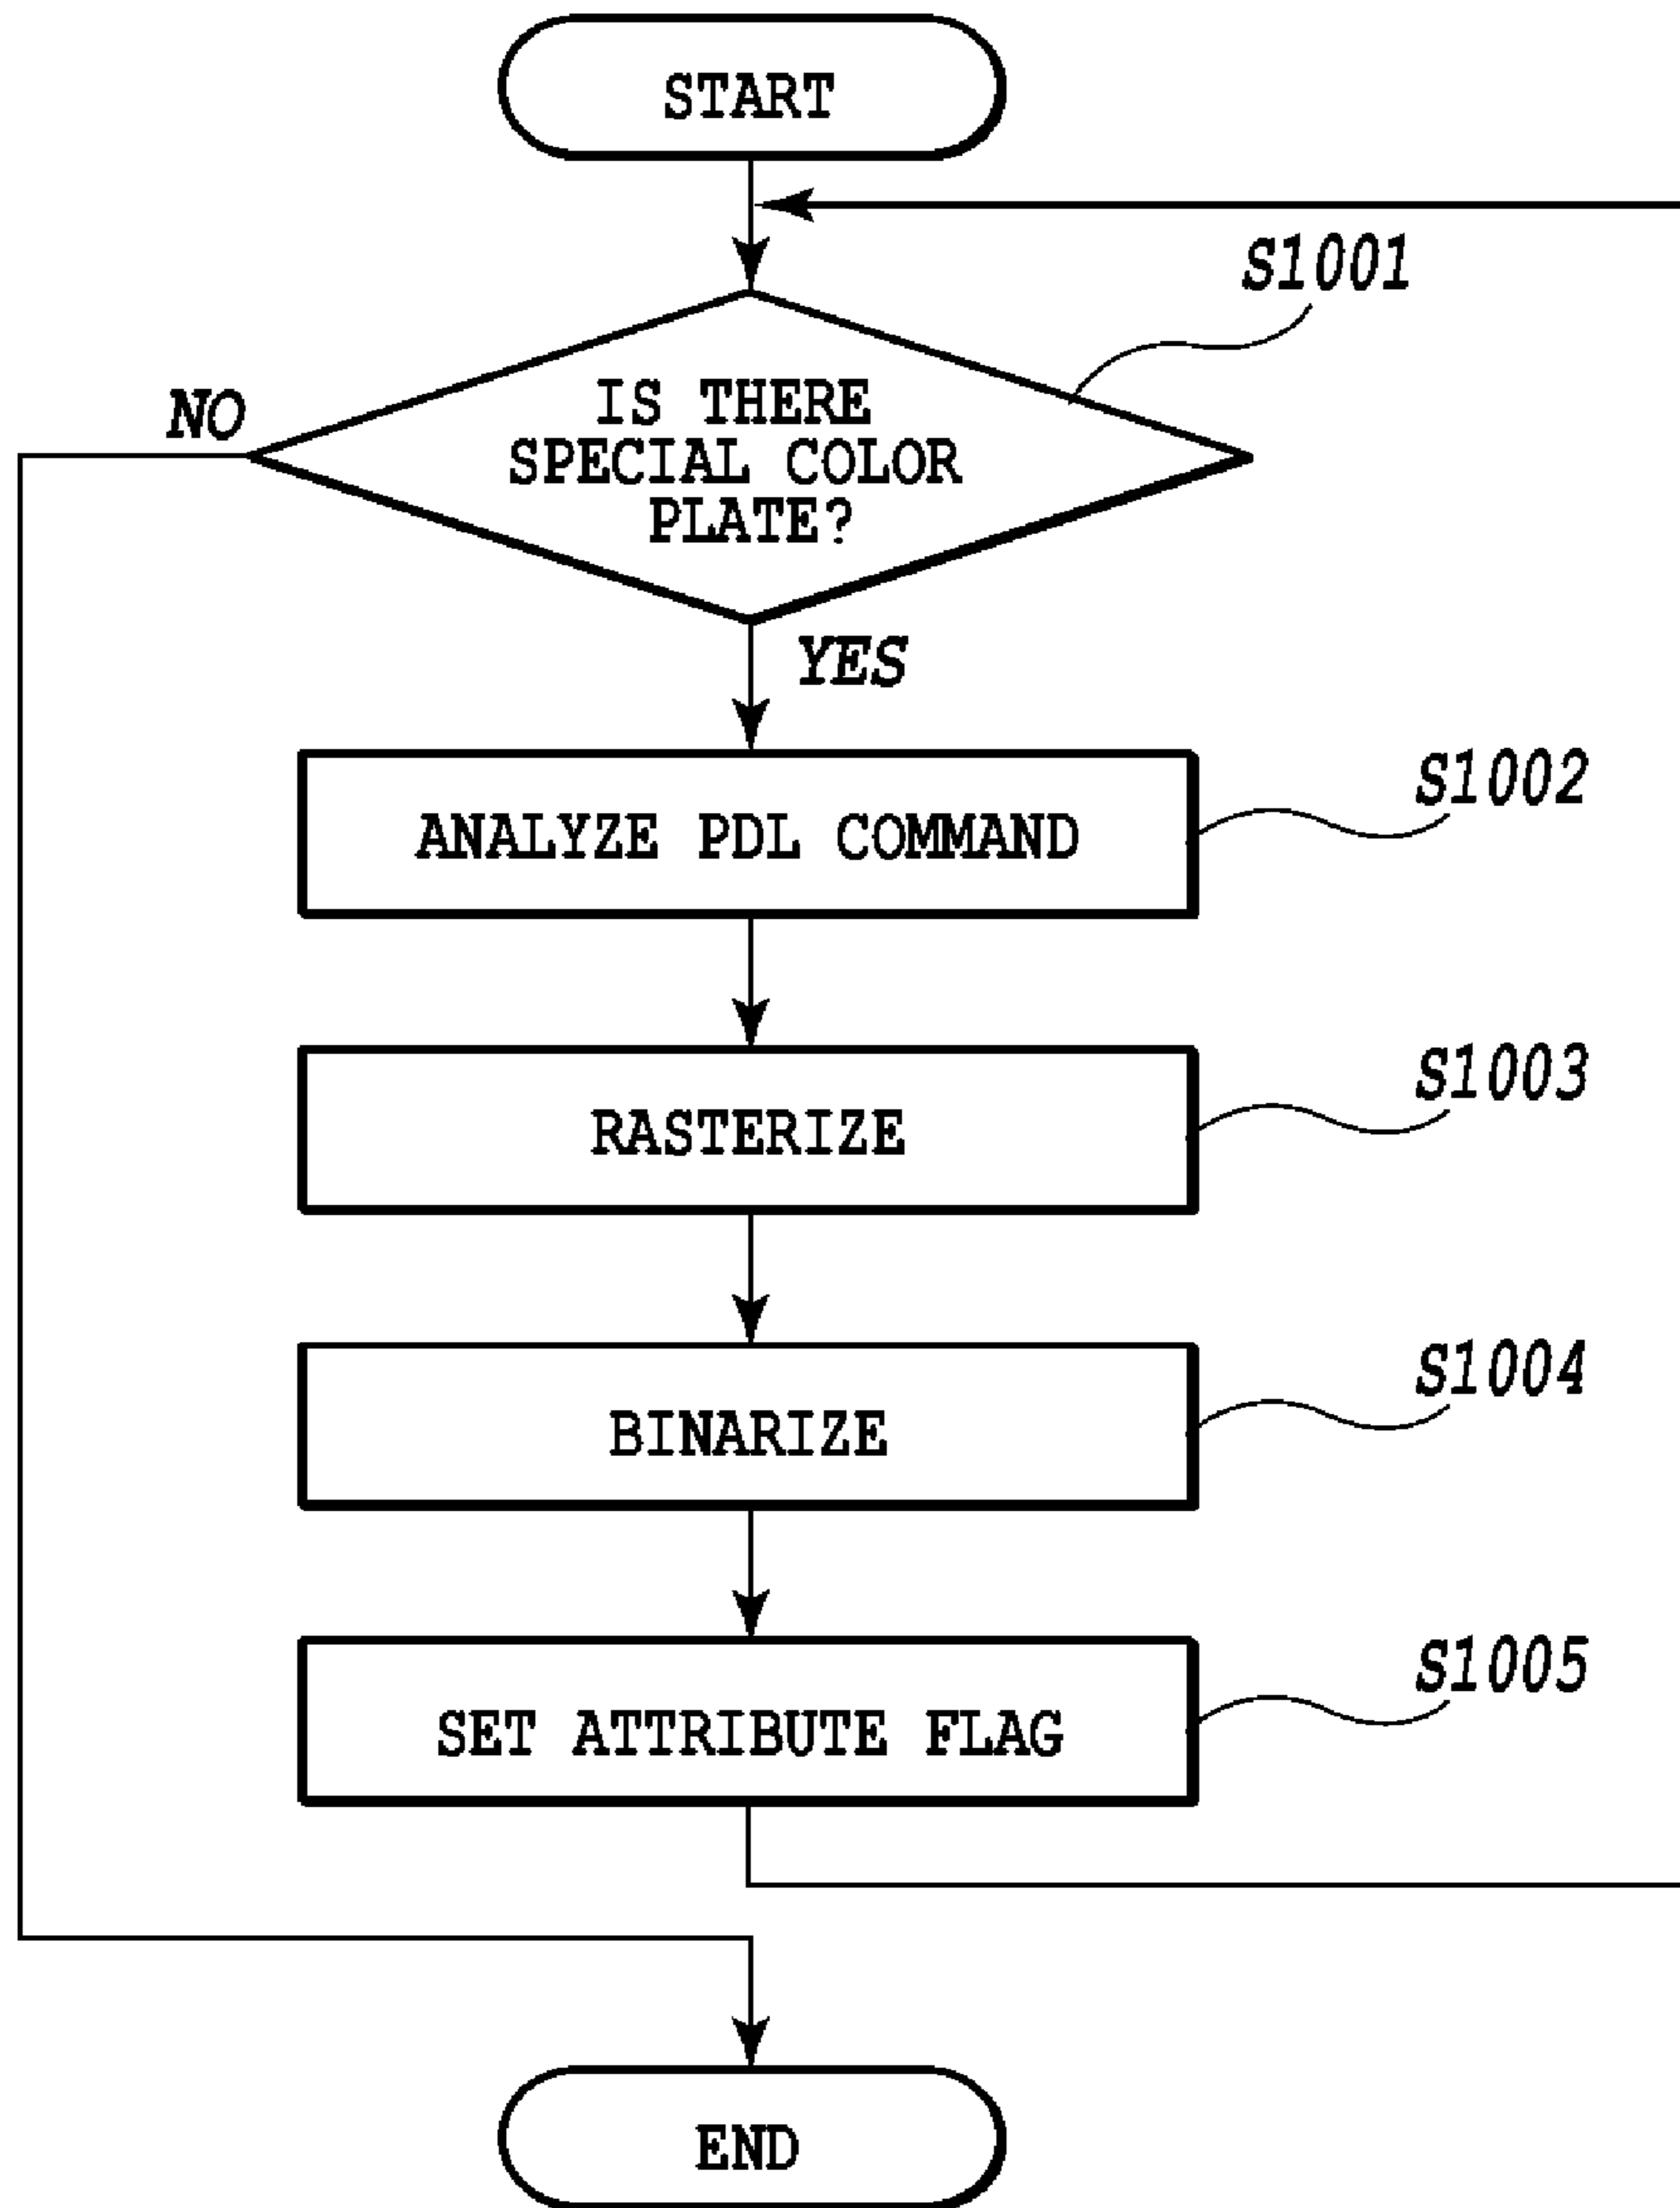 START
S1001
NO
IS THERE
SPECIAL COLOR
PLATE?
YES
ANALYZE PDL COMMAND
S1002
RASTERIZE
S1003
BINARIZE
S1004
SET ATTRIBUTE FLAG
S1005
END